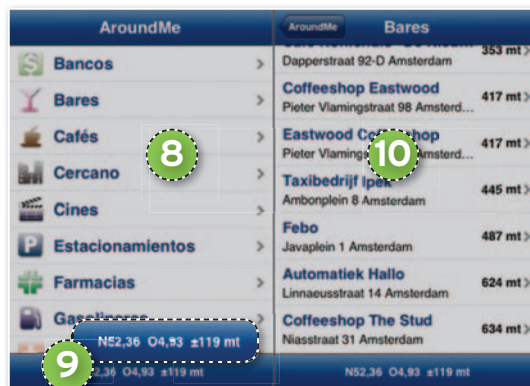 AroundMe
Bancos
Bares
Cafés
Cercano
Cines
Estacionamientos
Farmacias
Gasolineras
N52,36 O4,93 ±119 mt
2,36 O4,93 ±119 mt
8
9
AroundMe
Bares
353 mt
Dapperstraat 92-D Amsterdam
Coffeeshop Eastwood
Pieter Vlamingstraat 98 Amsterd...
417 mt
Eastwood Coffeeshop
Pieter Vlaming Amsterd...
417 mt
Taxibedrijf Ipek
Ambonplein 8 Amsterdam
445 mt
Febo
Javaplein 1 Amsterdam
487 mt
Automatiek Hallo
Linnaeusstraat 14 Amsterdam
624 mt
Coffeeshop The Stud
Niasstraat 31 Amsterdam
634 mt
N52,36 O4,93 ±119 mt
10